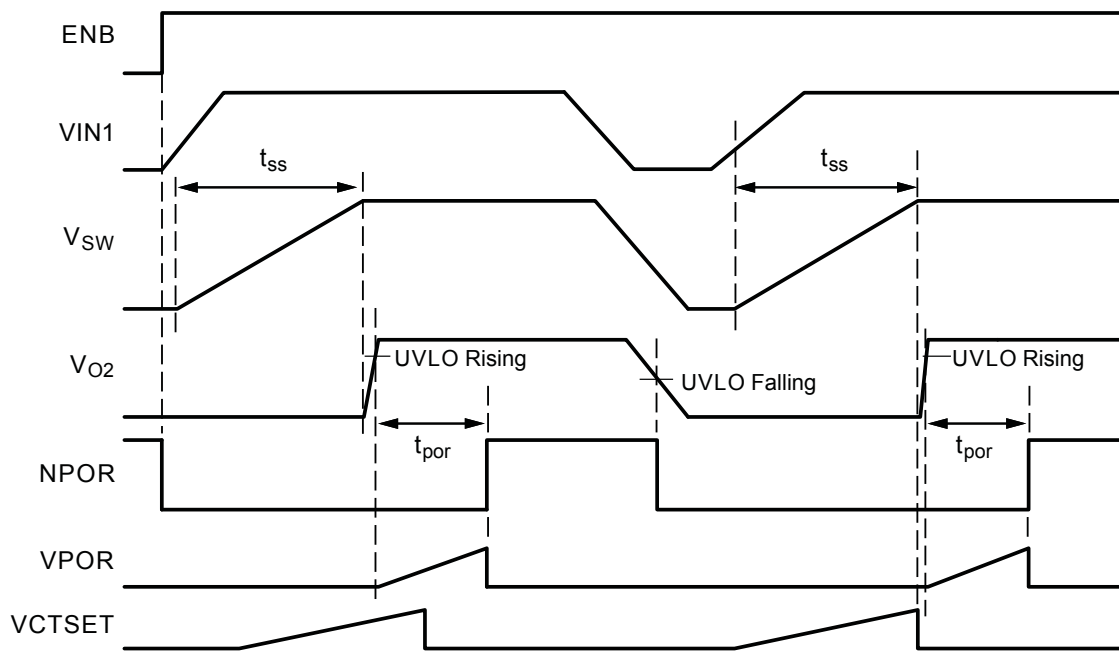 ENB
VIN1
tss
tss
VSW
VO2
UVLO Rising
UVLO Falling
UVLO Rising
tpor
tpor
NPOR
VPOR
VCTSET